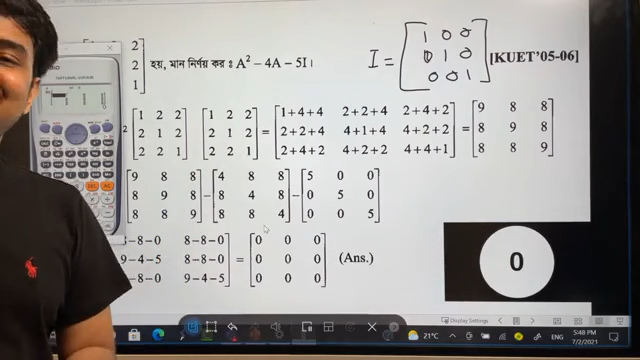 2
2
1
হয়, মান নির্ণয় কর : A² − 4A − 5I।
I = 1 0 0
0 1 0
0 0 1
[KUET'05-06]
2 1 2 2 1 2 2 = 1+4+4 2+2+4 2+4+2 = 9 8 8
2 1 2 2 1 2 2+2+4 4+1+4 4+2+2 8 9 8
2 2 1 2 2 1 2+4+2 4+2+2 4+4+1 8 8 9
9 8 8 − 4 8 8 − 5 0 0
8 9 8 8 4 8 0 5 0
8 8 9 8 8 4 0 0 5
-8-0 8-8-0 = 0 0 0 (Ans.)
9-4-5 8-8-0 0 0 0
-8-0 9-4-5 0 0 0
0
Display Settings
21°C
5:48 PM
7/2/2021